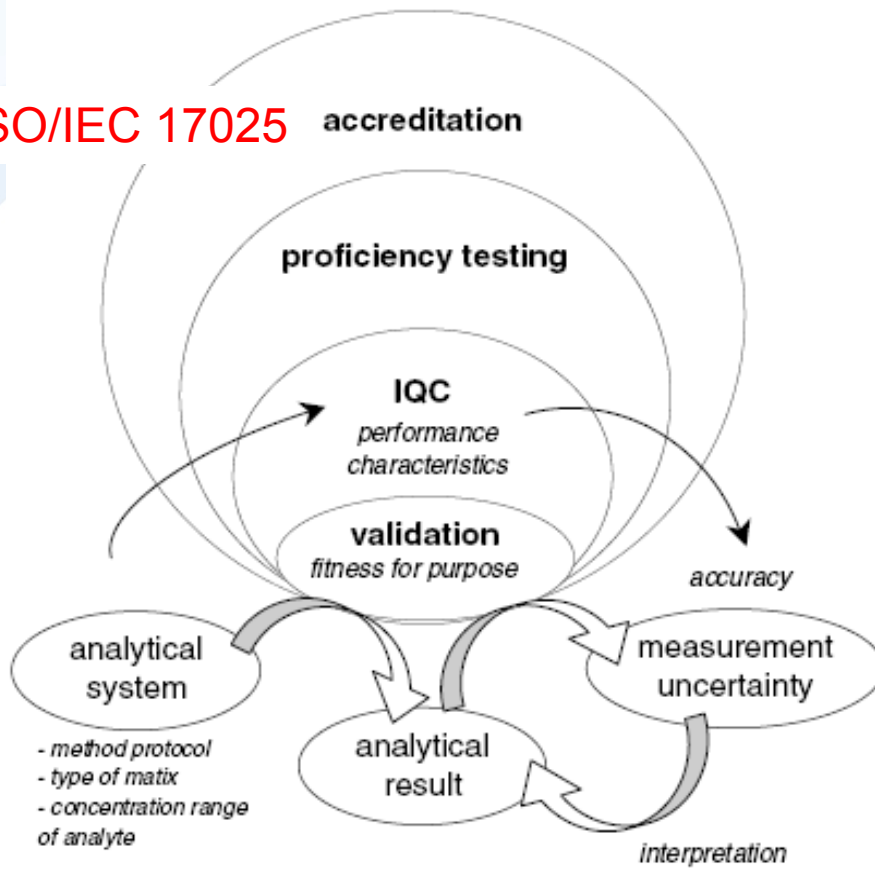 SO/IEC 17025
accreditation
proficiency testing
IQC
performance
characteristics
validation
fitness for purpose
accuracy
analytical
system
measurement
uncertainty
- method protocol
- type of matix
- concentration range
of analyte
analytical
result
interpretation